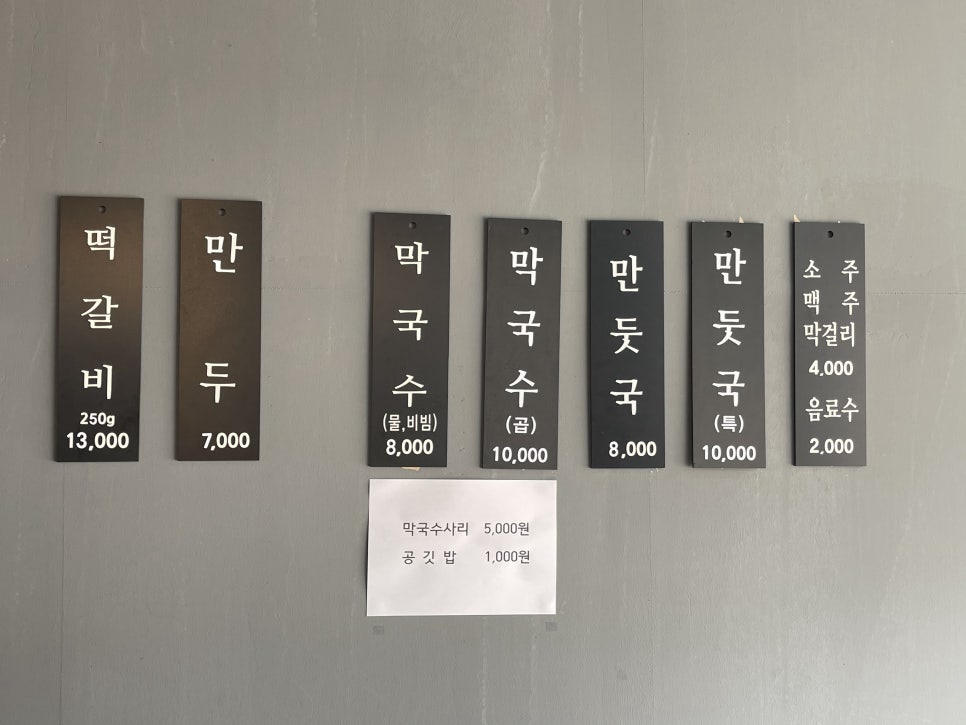 떡갈비
250g
13,000
만두
7,000
막국수
(물,비빔)
8,000
막국수
(곱)
10,000
만둣국
8,000
만둣국
(특)
10,000
소 주
맥 주
막걸리
4,000
음료수
2,000
막국수사리 5,000원
공 깃 밥 1,000원